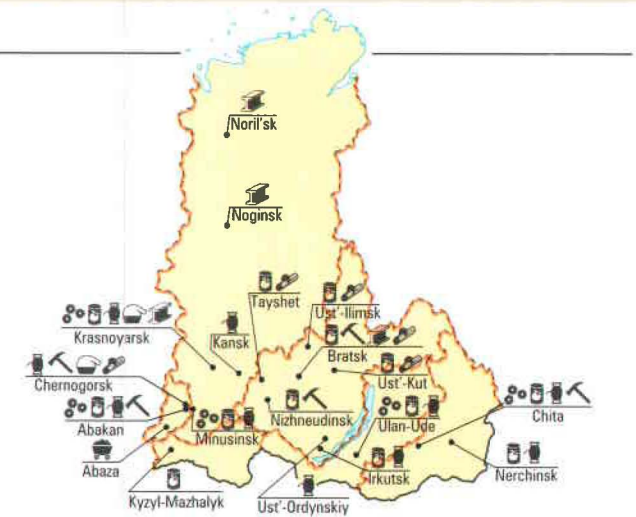 Noril'sk
Noginsk
Tayshet
Ust'-Ilimsk
Krasnoyarsk
Kansk
Bratsk
Chernogorsk
Ust'-Kut
Abakan
Minusinsk
Nizhneudinsk
Ulan-Ude
Chita
Abaza
Irkutsk
Nerchinsk
Kyzyl-Mazhalyk
Ust'-Ordynskiy